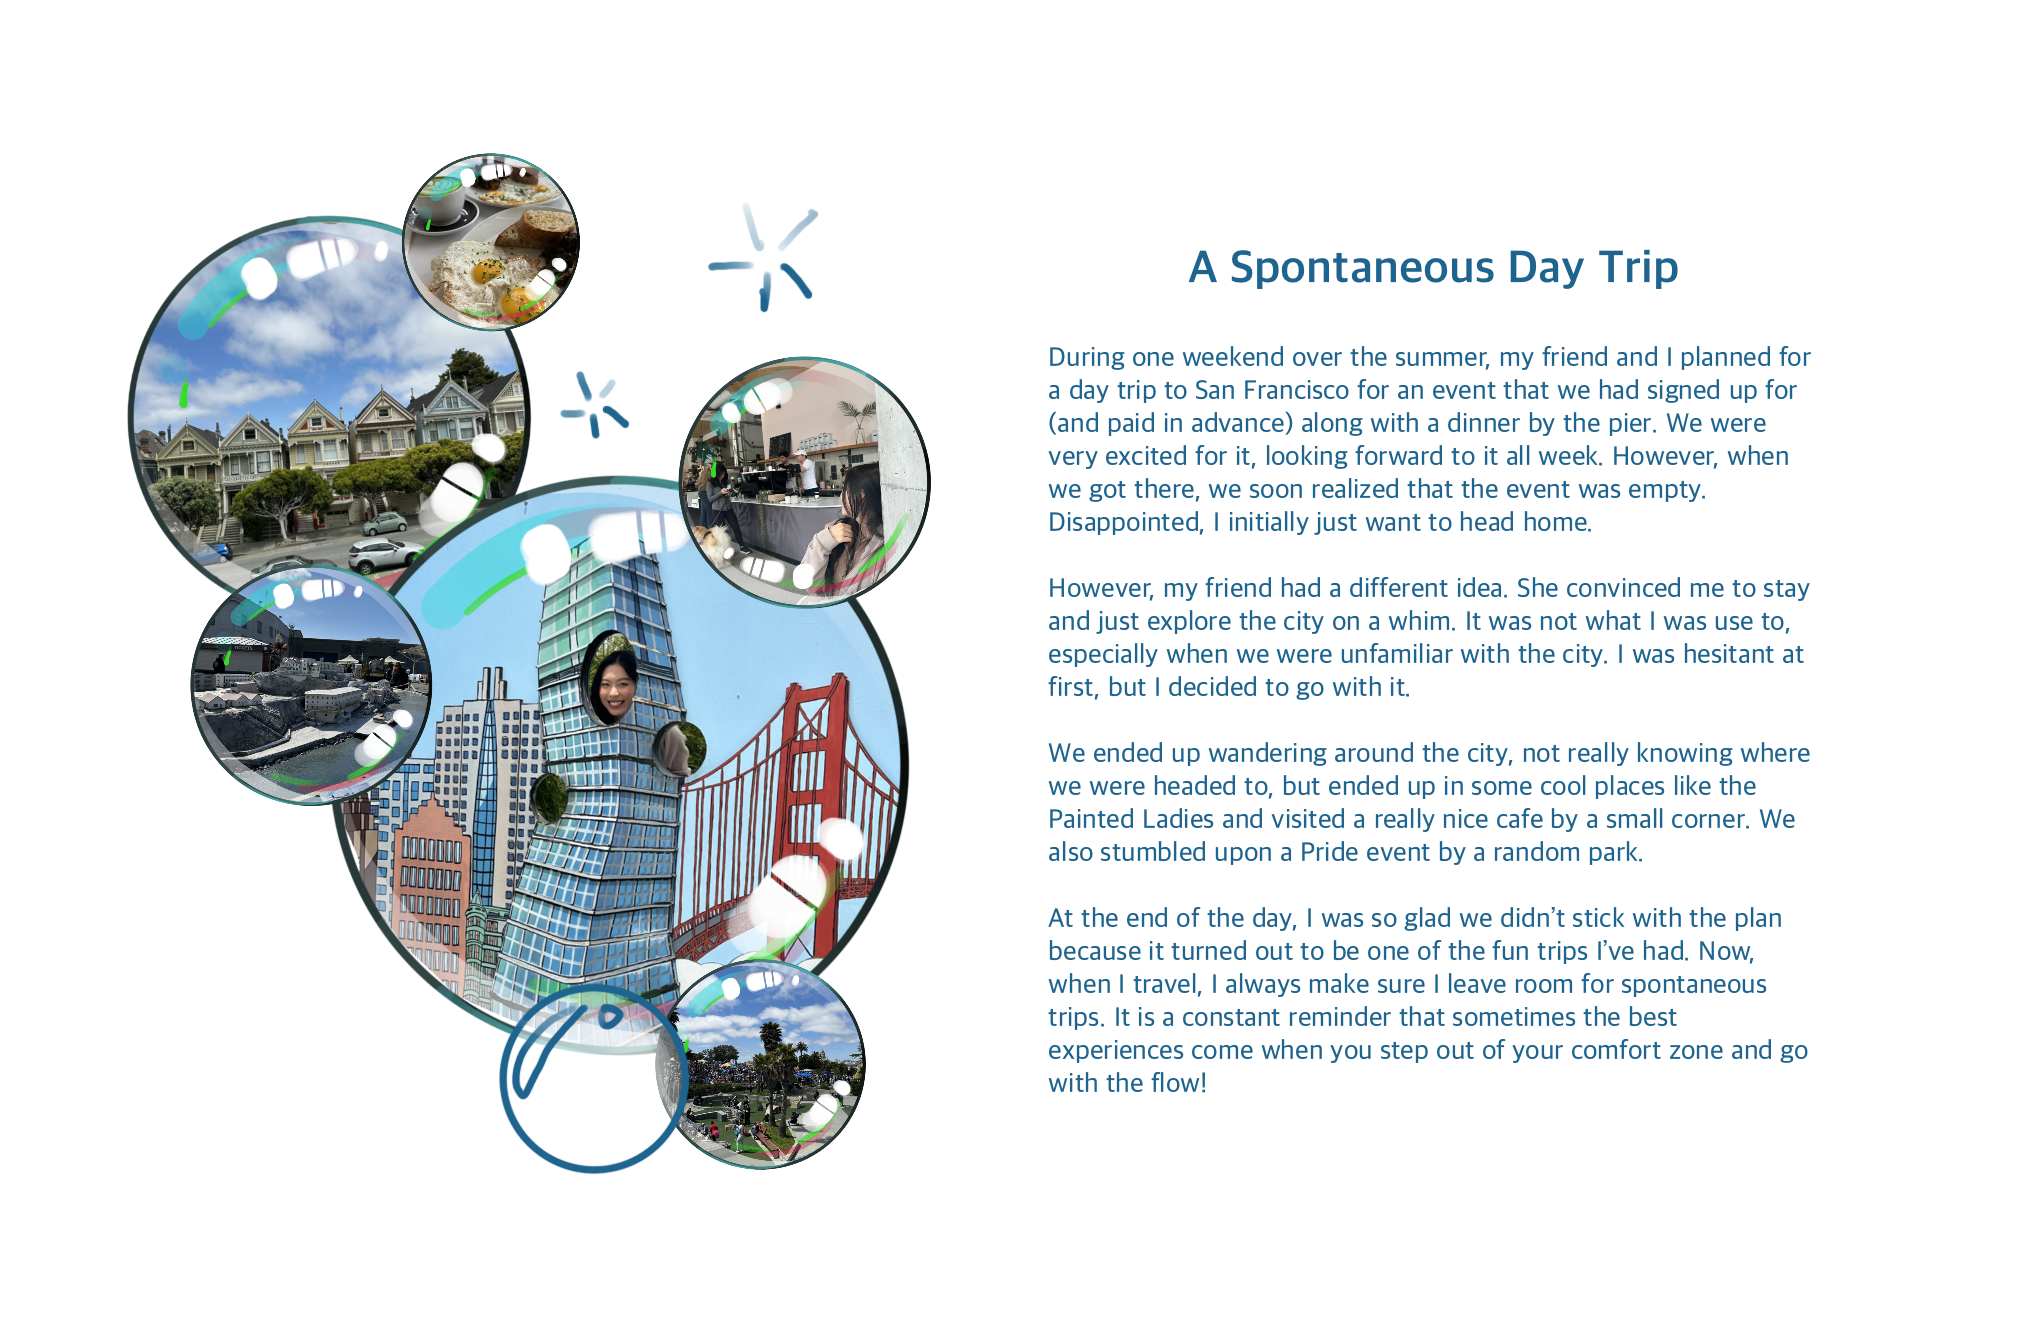 A Spontaneous Day Trip
During one weekend over the summer, my friend and I planned for
a day trip to San Francisco for an event that we had signed up for
(and paid in advance) along with a dinner by the pier. We were
very excited for it, looking forward to it all week. However, when
we got there, we soon realized that the event was empty.
Disappointed, I initially just want to head home.
However, my friend had a different idea. She convinced me to stay
and just explore the city on a whim. It was not what I was use to,
especially when we were unfamiliar with the city. I was hesitant at
first, but I decided to go with it.
We ended up wandering around the city, not really knowing where
we were headed to, but ended up in some cool places like the
Painted Ladies and visited a really nice cafe by a small corner. We
also stumbled upon a Pride event by a random park.
At the end of the day, I was so glad we didn't stick with the plan
because it turned out to be one of the fun trips I've had. Now,
when I travel, I always make sure I leave room for spontaneous
trips. It is a constant reminder that sometimes the best
experiences come when you step out of your comfort zone and go
with the flow!